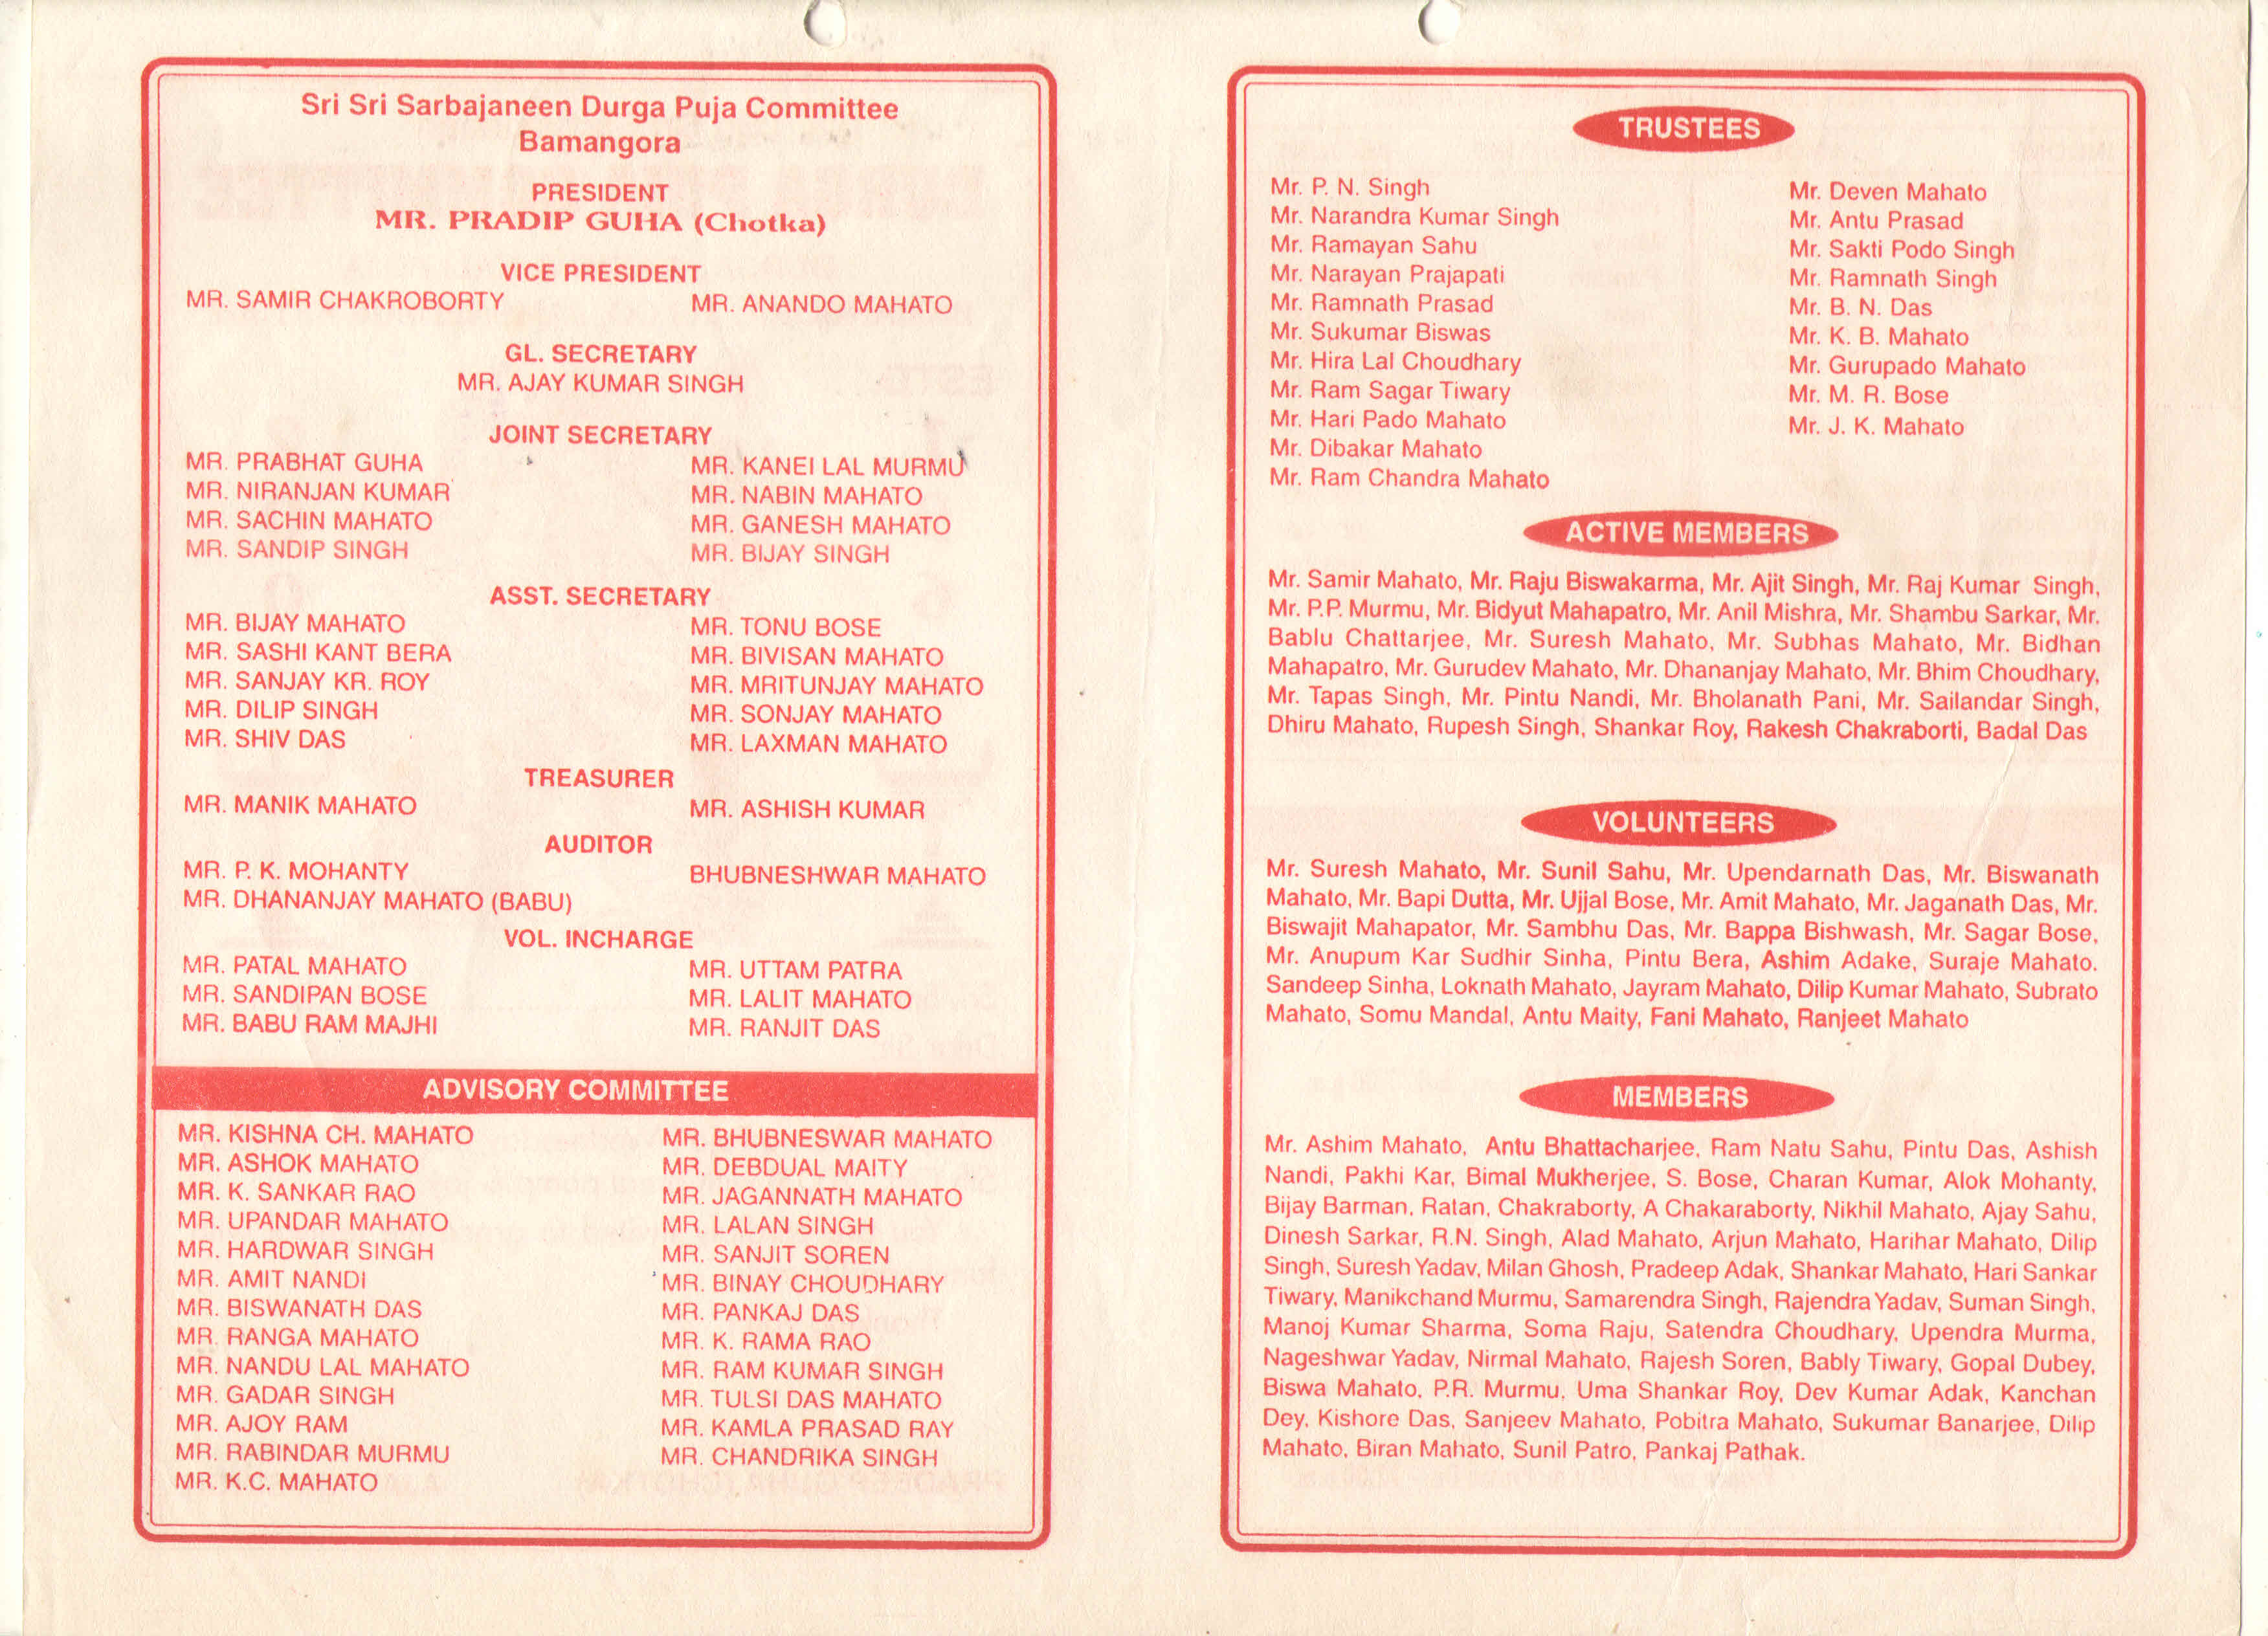 Sri Sri Sarbajaneen Durga Puja Committee
Bamangora
PRESIDENT
MR. PRADIP GUHA (Chotka)
VICE PRESIDENT
MR. SAMIR CHAKROBORTY MR. ANANDO MAHATO
GL. SECRETARY
MR. AJAY KUMAR SINGH
JOINT SECRETARY
MR. PRABHAT GUHA MR. KANEI LAL MURMU
MR. NIRANJAN KUMAR MR. NABIN MAHATO
MR. SACHIN MAHATO MR. GANESH MAHATO
MR. SANDIP SINGH MR. BIJAY SINGH
ASST. SECRETARY
MR. BIJAY MAHATO MR. TONU BOSE
MR. SASHI KANT BERA MR. BIVISAN MAHATO
MR. SANJAY KR. ROY MR. MRITUNJAY MAHATO
MR. DILIP SINGH MR. SONJAY MAHATO
MR. SHIV DAS MR. LAXMAN MAHATO
TREASURER
MR. MANIK MAHATO MR. ASHISH KUMAR
AUDITOR
MR. P. K. MOHANTY BHUBNESHWAR MAHATO
MR. DHANANJAY MAHATO (BABU)
VOL. INCHARGE
MR. PATAL MAHATO MR. UTTAM PATRA
MR. SANDIPAN BOSE MR. LALIT MAHATO
MR. BABU RAM MAJHI MR. RANJIT DAS
ADVISORY COMMITTEE
MR. KISHNA CH. MAHATO MR. BHUBNESWAR MAHATO
MR. ASHOK MAHATO MR. DEBDUAL MAITY
MR. K. SANKAR RAO MR. JAGANNATH MAHATO
MR. UPANDAR MAHATO MR. LALAN SINGH
MR. HARDWAR SINGH MR. SANJIT SOREN
MR. AMIT NANDI MR. BINAY CHOUDHARY
MR. BISWANATH DAS MR. PANKAJ DAS
MR. RANGA MAHATO MR. K. RAMA RAO
MR. NANDU LAL MAHATO MR. RAM KUMAR SINGH
MR. GADAR SINGH MR. TULSI DAS MAHATO
MR. AJOY RAM MR. KAMLA PRASAD RAY
MR. RABINDAR MURMU MR. CHANDRIKA SINGH
MR. K.C. MAHATO
TRUSTEES
Mr. P. N. Singh Mr. Deven Mahato
Mr. Narandra Kumar Singh Mr. Antu Prasad
Mr. Ramayan Sahu Mr. Sakti Podo Singh
Mr. Narayan Prajapati Mr. Ramnath Singh
Mr. Ramnath Prasad Mr. B. N. Das
Mr. Sukumar Biswas Mr. K. B. Mahato
Mr. Hira Lal Choudhary Mr. Gurupado Mahato
Mr. Ram Sagar Tiwary Mr. M. R. Bose
Mr. Hari Pado Mahato Mr. J. K. Mahato
Mr. Dibakar Mahato
Mr. Ram Chandra Mahato
ACTIVE MEMBERS
Mr. Samir Mahato, Mr. Raju Biswakarma, Mr. Ajit Singh, Mr. Raj Kumar Singh,
Mr. P.P. Murmu, Mr. Bidyut Mahapatro, Mr. Anil Mishra, Mr. Shambu Sarkar, Mr.
Bablu Chattarjee, Mr. Suresh Mahato, Mr. Subhas Mahato, Mr. Bidhan
Mahapatro, Mr. Gurudev Mahato, Mr. Dhananjay Mahato, Mr. Bhim Choudhary,
Mr. Tapas Singh, Mr. Pintu Nandi, Mr. Bholanath Pani, Mr. Sailandar Singh,
Dhiru Mahato, Rupesh Singh, Shankar Roy, Rakesh Chakraborti, Badal Das
VOLUNTEERS
Mr. Suresh Mahato, Mr. Sunil Sahu, Mr. Upendarnath Das, Mr. Biswanath
Mahato, Mr. Bapi Dutta, Mr. Ujjal Bose, Mr. Amit Mahato, Mr. Jaganath Das, Mr.
Biswajit Mahapator, Mr. Sambhu Das, Mr. Bappa Bishwash, Mr. Sagar Bose,
Mr. Anupum Kar Sudhir Sinha, Pintu Bera, Ashim Adake, Suraje Mahato.
Sandeep Sinha, Loknath Mahato, Jayram Mahato, Dilip Kumar Mahato, Subrato
Mahato, Somu Mandal, Antu Maity, Fani Mahato, Ranjeet Mahato
MEMBERS
Mr. Ashim Mahato, Antu Bhattacharjee, Ram Natu Sahu, Pintu Das, Ashish
Nandi, Pakhi Kar, Bimal Mukherjee, S. Bose, Charan Kumar, Alok Mohanty,
Bijay Barman, Ratan, Chakraborty, A Chakaraborty, Nikhil Mahato, Ajay Sahu,
Dinesh Sarkar, R.N. Singh, Alad Mahato, Arjun Mahato, Harihar Mahato, Dilip
Singh, Suresh Yadav, Milan Ghosh, Pradeep Adak, Shankar Mahato, Hari Sankar
Tiwary, Manikchand Murmu, Samarendra Singh, Rajendra Yadav, Suman Singh,
Manoj Kumar Sharma, Soma Raju, Satendra Choudhary, Upendra Murma,
Nageshwar Yadav, Nirmal Mahato, Rajesh Soren, Bably Tiwary, Gopal Dubey,
Biswa Mahato, P.R. Murmu, Uma Shankar Roy, Dev Kumar Adak, Kanchan
Dey, Kishore Das, Sanjeev Mahato, Pobitra Mahato, Sukumar Banarjee, Dilip
Mahato, Biran Mahato, Sunil Patro, Pankaj Pathak.